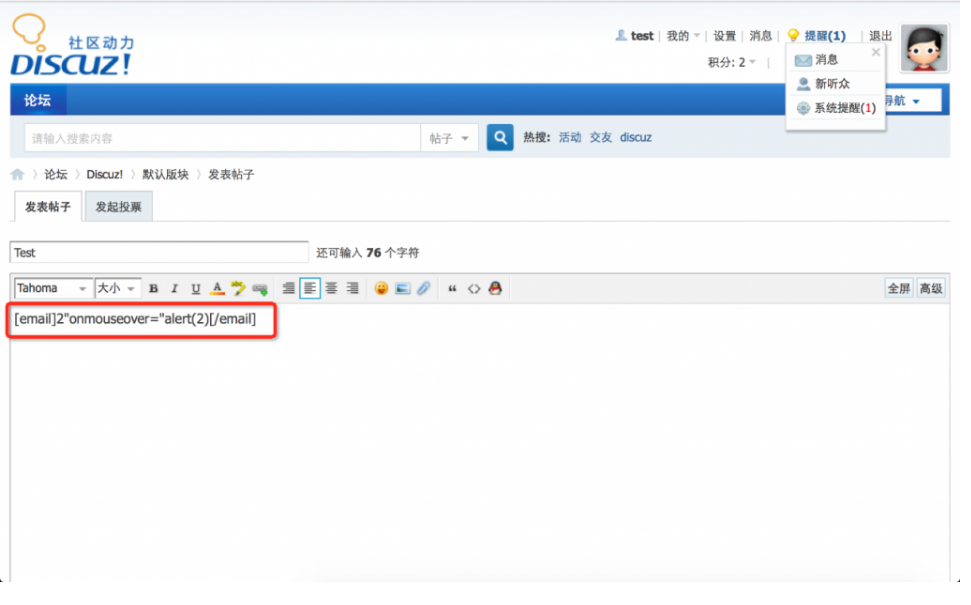 社区动力
DISCUZ!
test 我的 设置 消息 提醒(1) 退出
积分: 2
消息
新听众
系统提醒(1)
论坛
导航
请输入搜索内容 帖子 热搜: 活动 交友 discuz
论坛 Discuz! 默认版块 发表帖子
发表帖子 发起投票
Test 还可输入 76 个字符
Tahoma 大小 B I U A 全屏 高级
[email]2"onmouseover="alert(2)[/email]